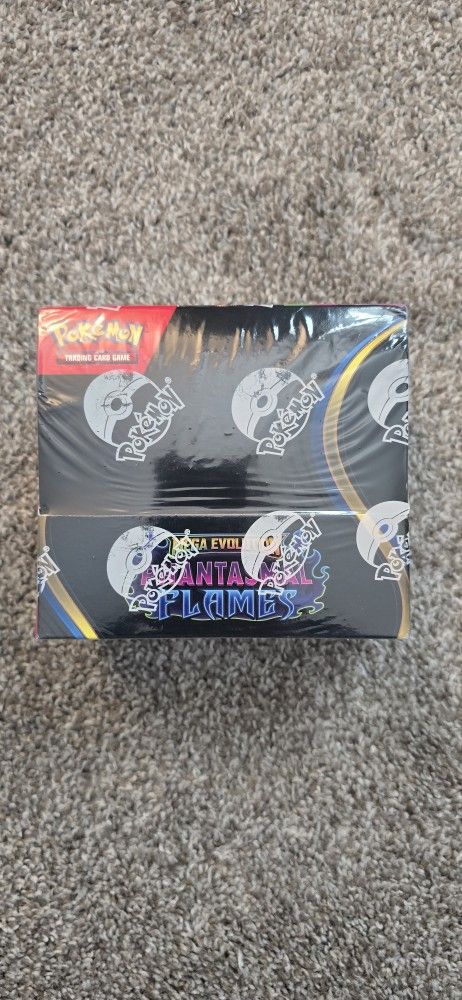 POKéMON
TRADING CARD GAME
Pokémon®
Pokémon®
Pokémon
MEGA EVOLUTION
PHANTASMAL
FLAMES
Pokémon
Pokémon
Pokémon